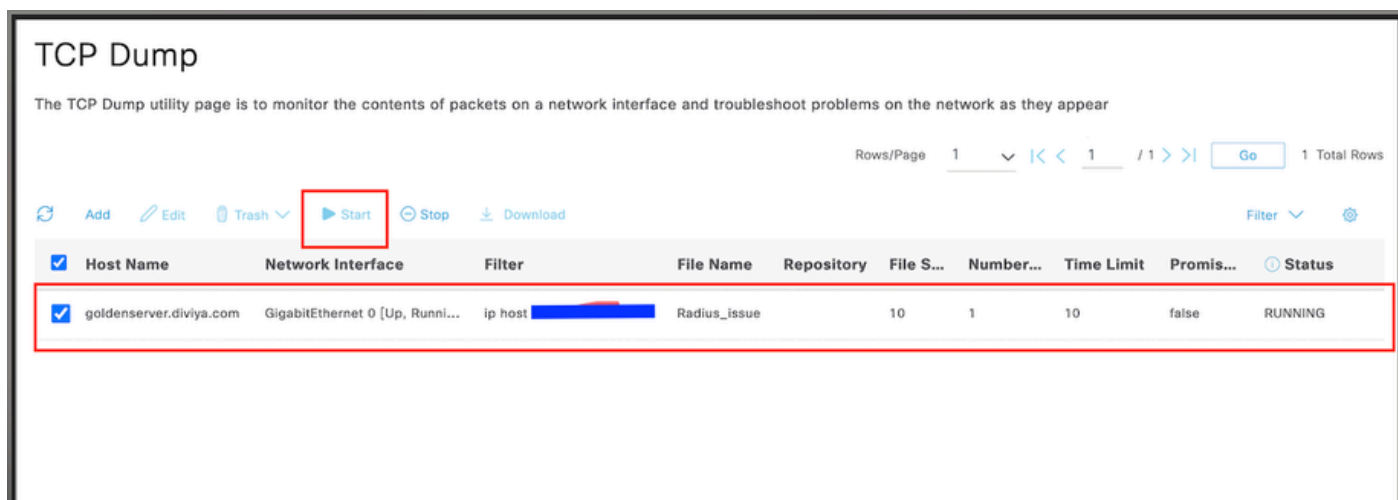 TCP Dump
The TCP Dump utility page is to monitor the contents of packets on a network interface and troubleshoot problems on the network as they appear
Rows/Page 1 |< < 1 / 1 > >| Go 1 Total Rows
Add Edit Trash Start Stop Download Filter
Host Name Network Interface Filter File Name Repository File S... Number... Time Limit Promis... Status
goldenserver.diviya.com GigabitEthernet 0 [Up, Runni... ip host Radius_issue 10 1 10 false RUNNING